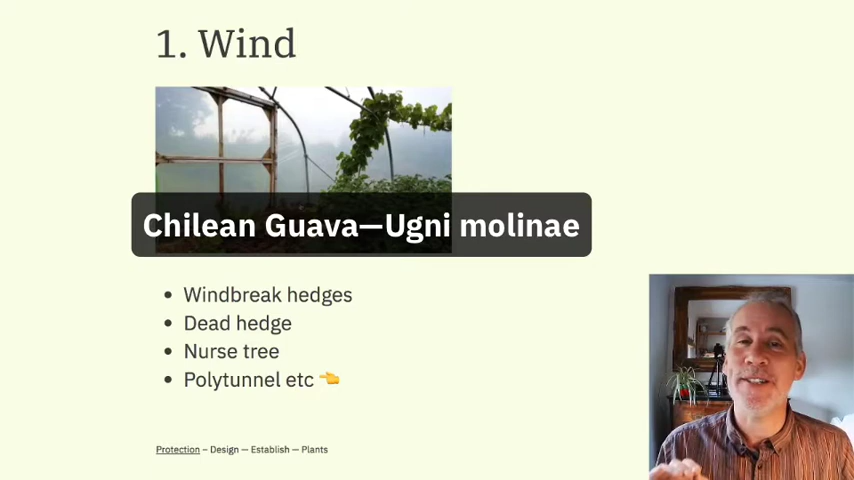 1. Wind
Chilean Guava—Ugni molinae
• Windbreak hedges
• Dead hedge
• Nurse tree
• Polytunnel etc 👈
Protection – Design — Establish — Plants